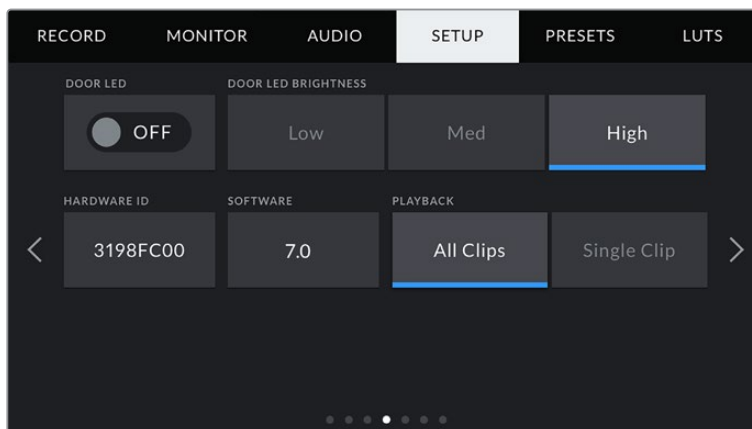 RECORD MONITOR AUDIO SETUP PRESETS LUTS
DOOR LED DOOR LED BRIGHTNESS
OFF Low Med High
HARDWARE ID SOFTWARE PLAYBACK
3198FC00 7.0 All Clips Single Clip